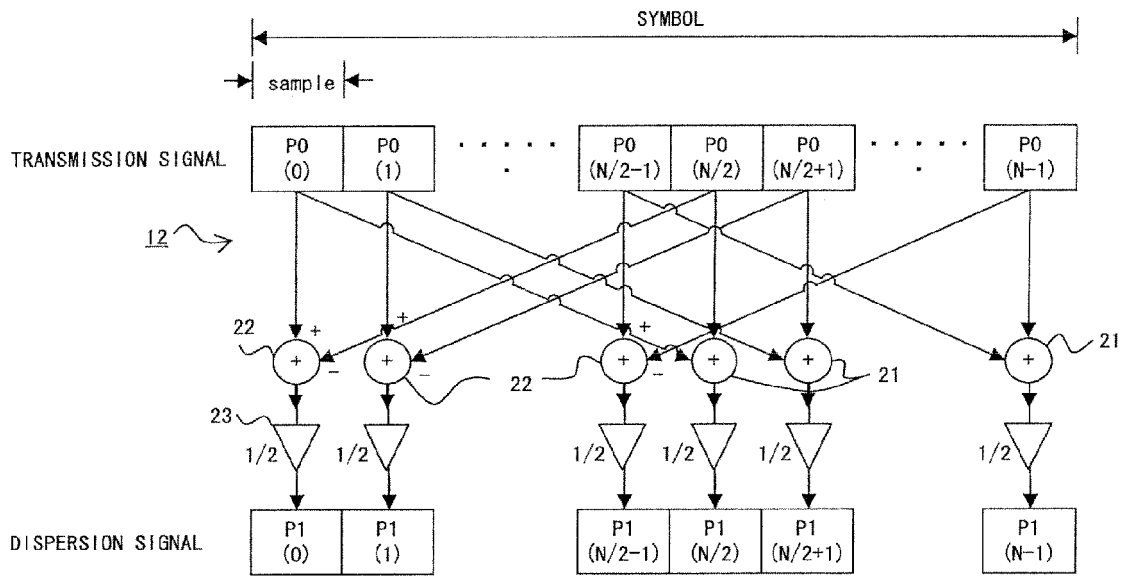 SYMBOL
sample
TRANSMISSION SIGNAL
P0 P0 · · · · · · P0 P0 P0 · · · · · P0
(0) (1) (N/2-1) (N/2) (N/2+1) (N-1)
12
+ + +
22 + + + + + + 21
- - 22 - 21
23
1/2 1/2 1/2 1/2 1/2 1/2
DISPERSION SIGNAL
P1 P1 P1 P1 P1 P1
(0) (1) (N/2-1) (N/2) (N/2+1) (N-1)